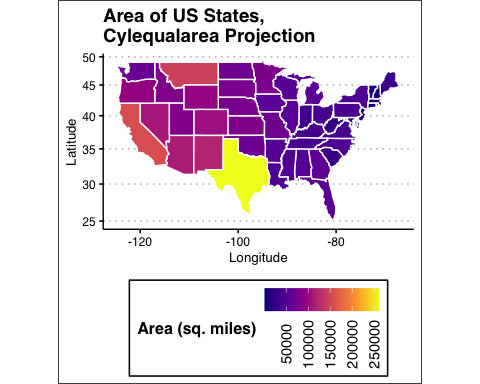 Area of US States,
Cylequalarea Projection
50
45
40
35
30
25
Latitude
-120 -100 -80
Longitude
Area (sq. miles)
50000 100000 150000 200000 250000